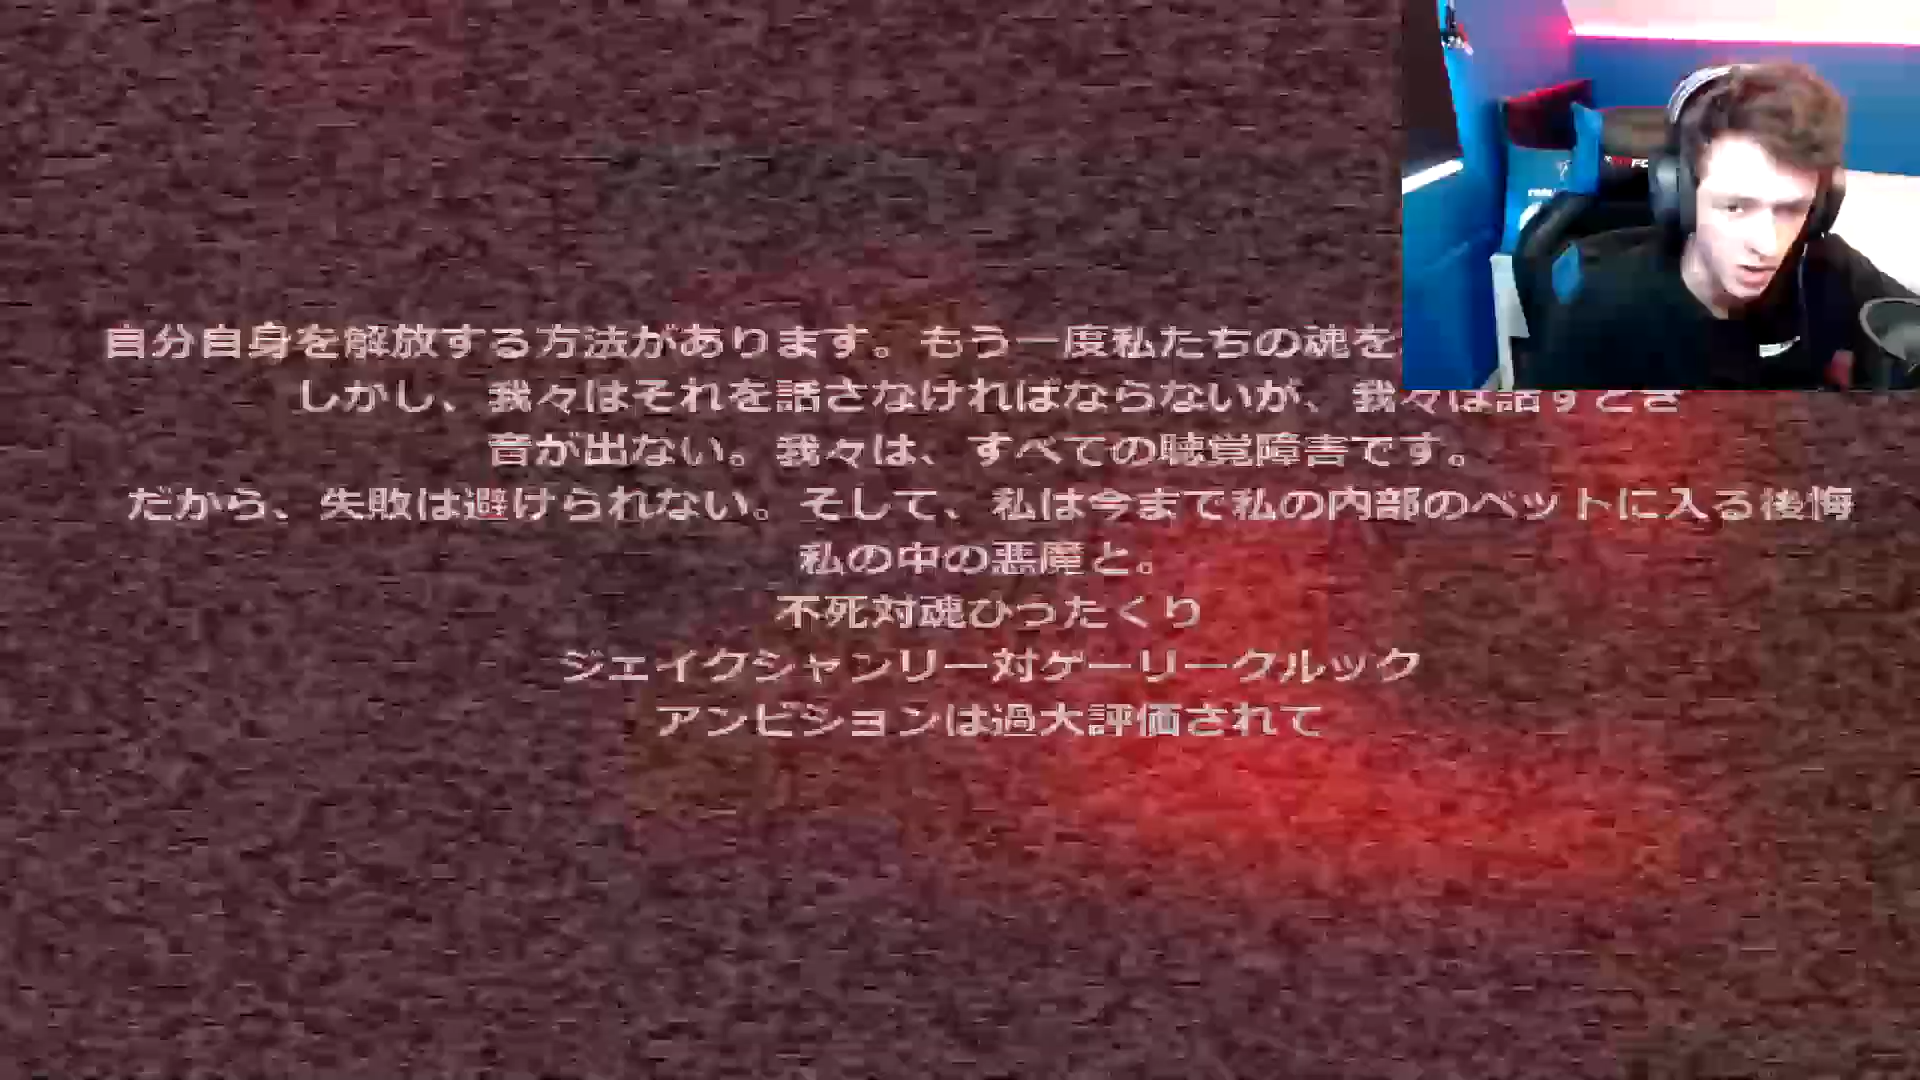 自分自身を解放する方法があります。もう一度私たちの魂を
しかし、我々はそれを話さなければならないが、我々は話すとき
音が出ない。我々は、すべての聴覚障害です。
だから、失敗は避けられない。そして、私は今まで私の内部のベットに入る後悔
私の中の悪魔と。
不死対魂ひったくり
ジェイクシャンリー対ゲーリークルック
アンビションは過大評価されて